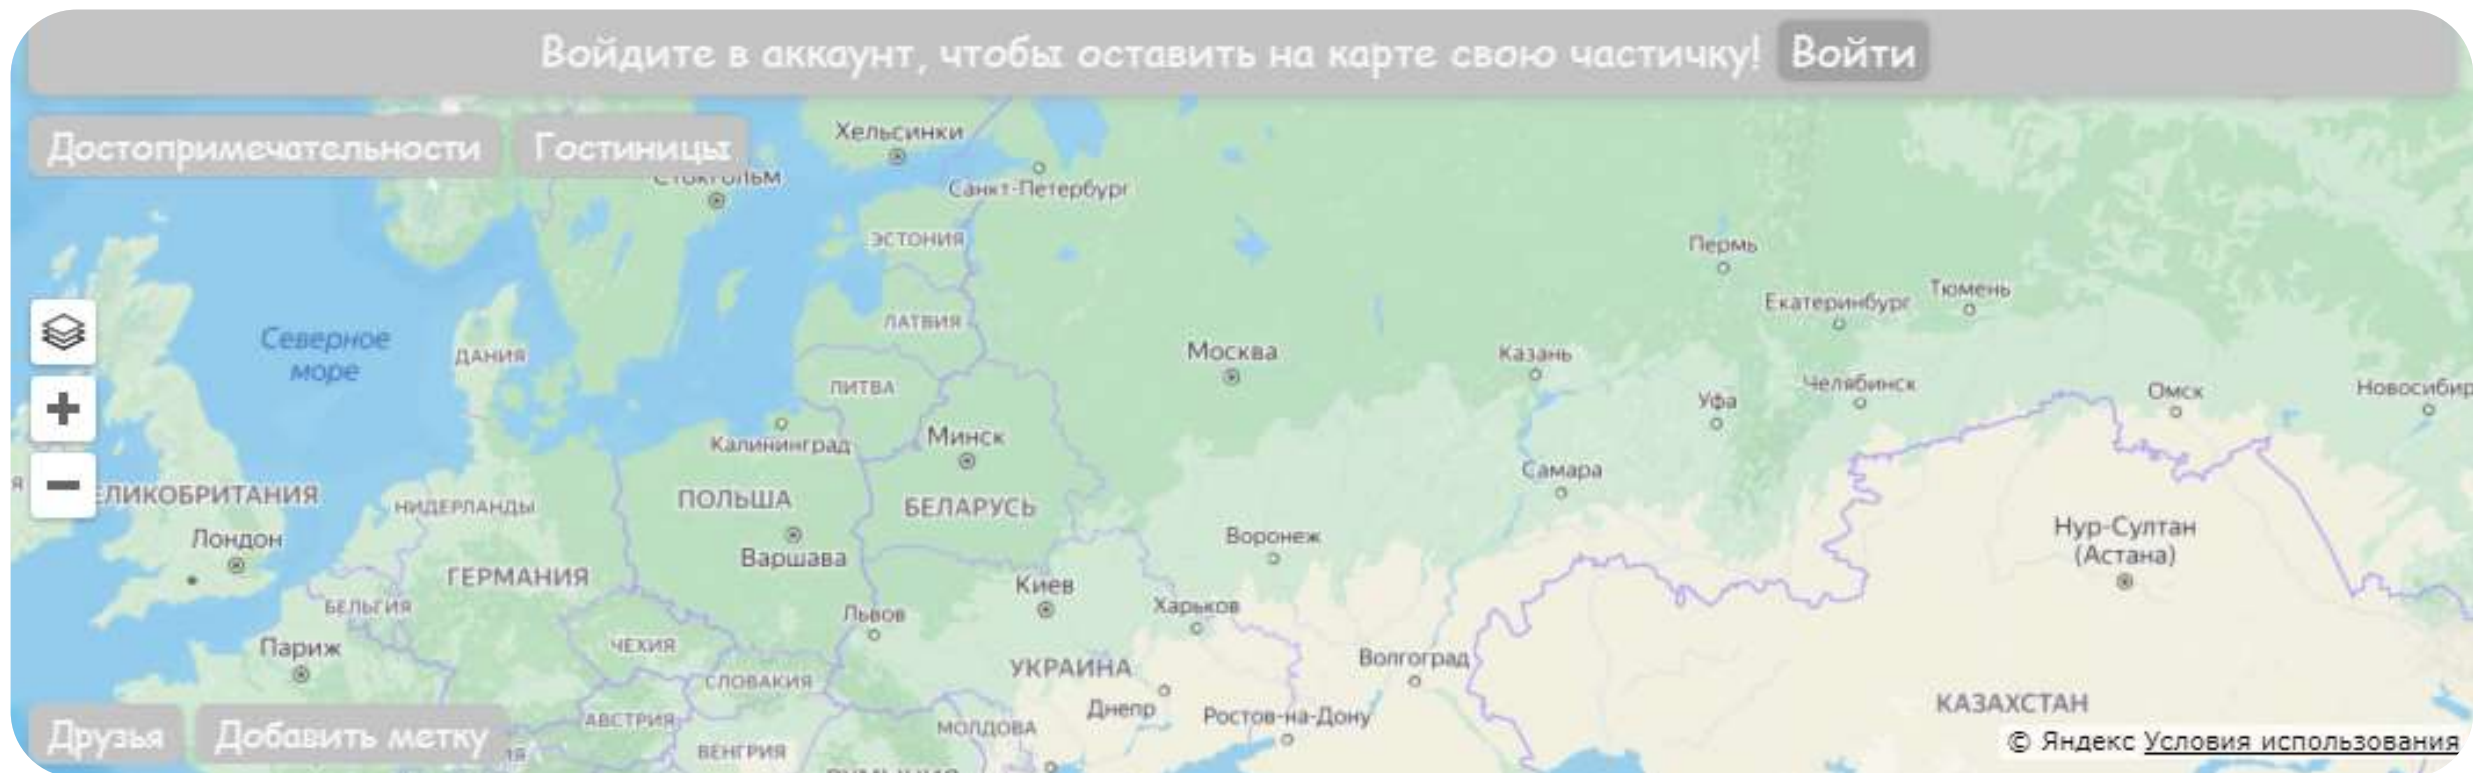 Войдите в аккаунт, чтобы оставить на карте свою частичку! Войти
Достопримечательности Гостиницы
Хельсинки
Стокгольм
Санкт-Петербург
ЭСТОНИЯ
Пермь
Тюмень
Екатеринбург
ЛАТВИЯ
Северное
море
ДАНИЯ
Москва
Казань
ЛИТВА
Челябинск
Омск
Новосибир
Уфа
Калининград
Минск
Самара
ЕЛИКОБРИТАНИЯ
ПОЛЬША
НИДЕРЛАНДЫ
БЕЛАРУСЬ
Лондон
Воронеж
Нур-Султан
(Астана)
Варшава
ГЕРМАНИЯ
Киев
БЕЛЬГИЯ
Львов
Харьков
Париж
ЧЕХИЯ
УКРАИНА
Волгоград
СЛОВАКИЯ
КАЗАХСТАН
Днепр
Ростов-на-Дону
АВСТРИЯ
МОЛДОВА
Друзья Добавить метку
ВЕНГРИЯ
© Яндекс Условия использования